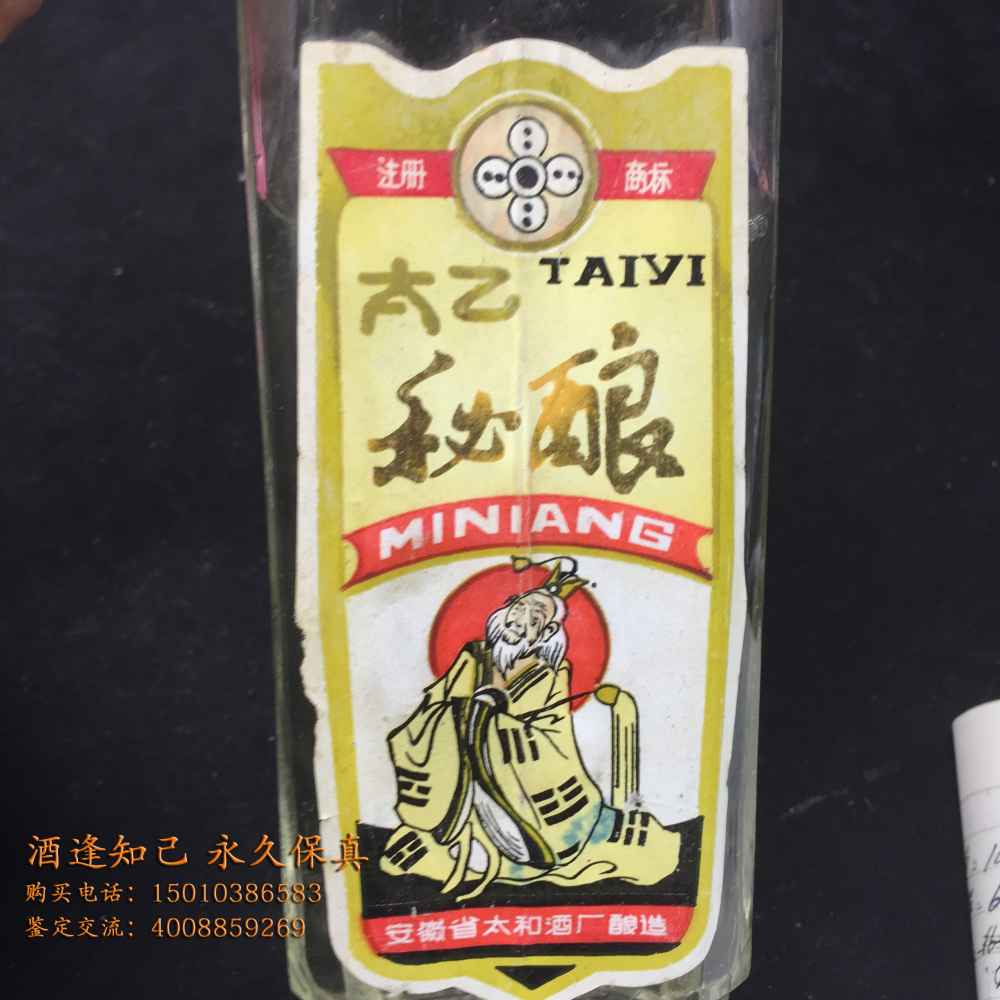 注册 商标
太乙 TAIYI
秘酿
MINIANG
安徽省太和酒厂酿造
酒逢知己 永久保真
购买电话：15010386583
鉴定交流：4008859269